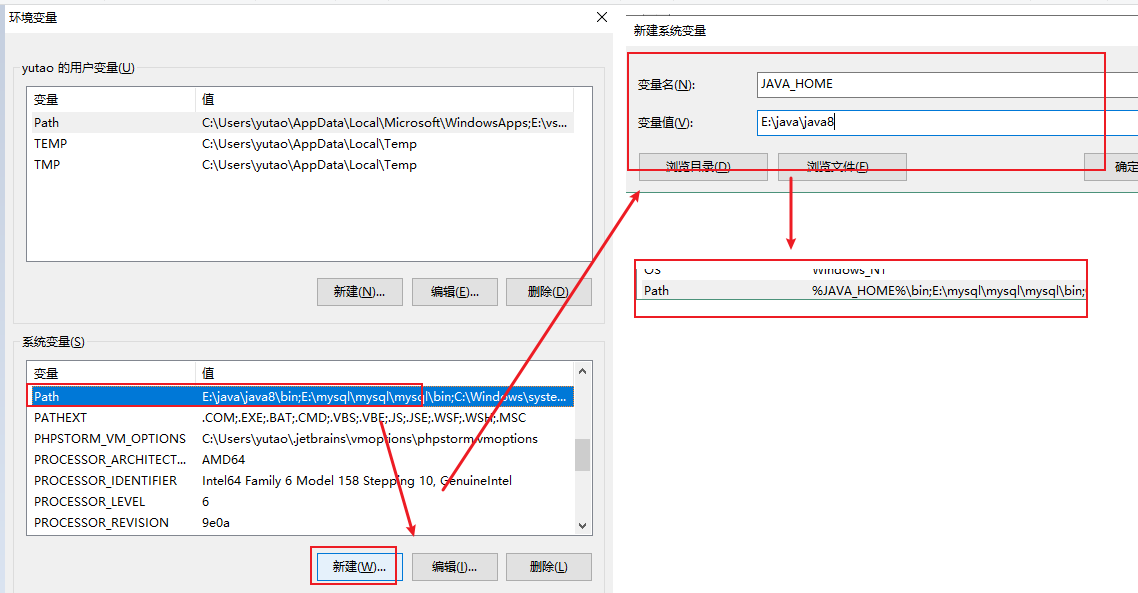 环境变量
yutao 的用户变量(U)
变量 值
Path C:\Users\yutao\AppData\Local\Microsoft\WindowsApps;E:\vs...
TEMP C:\Users\yutao\AppData\Local\Temp
TMP C:\Users\yutao\AppData\Local\Temp
新建(N)... 编辑(E)... 删除(D)
系统变量(S)
变量 值
Path E:\java\java8\bin;E:\mysql\mysql\mysql\bin;C:\Windows\syste...
PATHEXT .COM;.EXE;.BAT;.CMD;.VBS;.VBE;.JS;.JSE;.WSF;.WSH;.MSC
PHPSTORM_VM_OPTIONS C:\Users\yutao\.jetbrains\vmoptions\phpstorm.vmoptions
PROCESSOR_ARCHITECT... AMD64
PROCESSOR_IDENTIFIER Intel64 Family 6 Model 158 Stepping 10, GenuineIntel
PROCESSOR_LEVEL 6
PROCESSOR_REVISION 9e0a
新建(W)... 编辑(I)... 删除(L)
新建系统变量
变量名(N): JAVA_HOME
变量值(V): E:\java\java8
浏览目录(D) 浏览文件(F) 确定
OS Windows_NT
Path %JAVA_HOME%\bin;E:\mysql\mysql\mysql\bin;